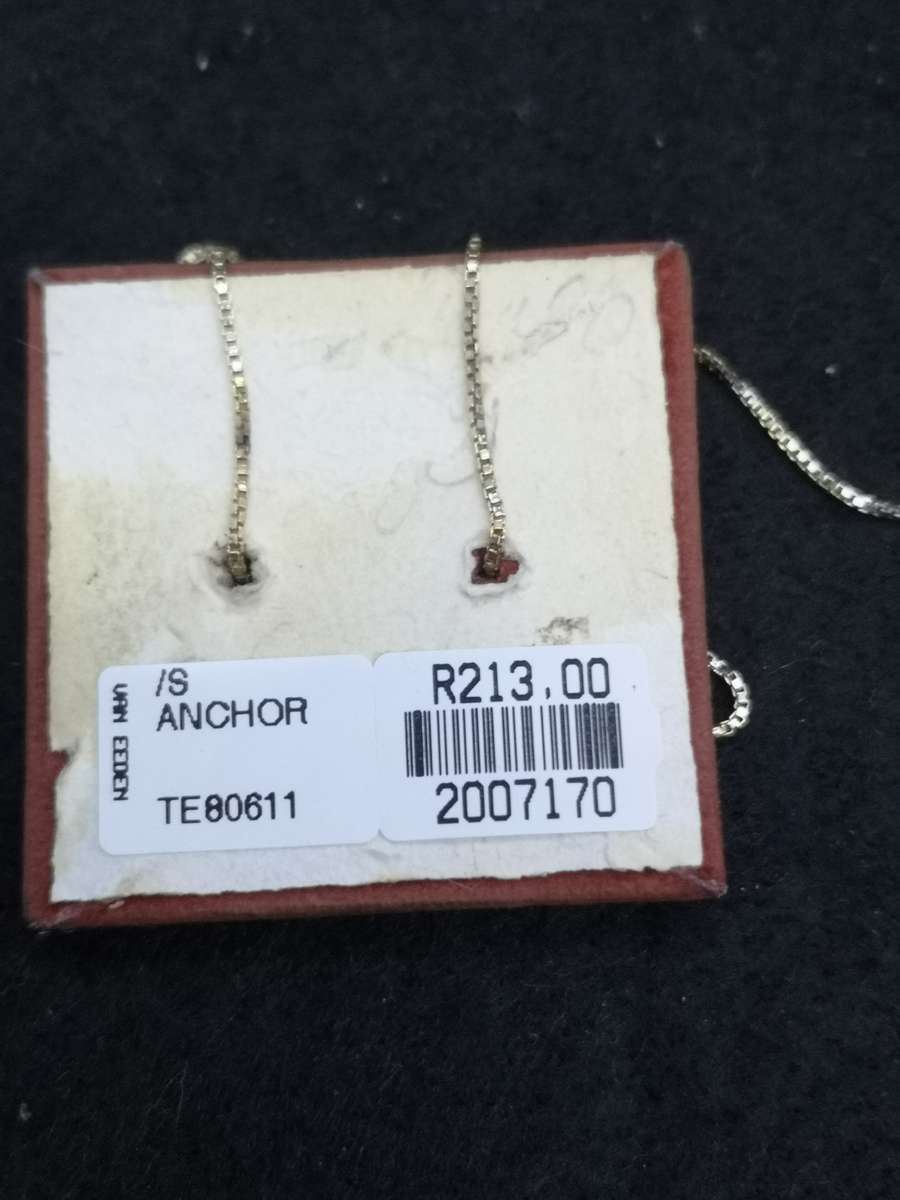 VAN EEDEN
/S
ANCHOR
TE80611
R213.00
2007170